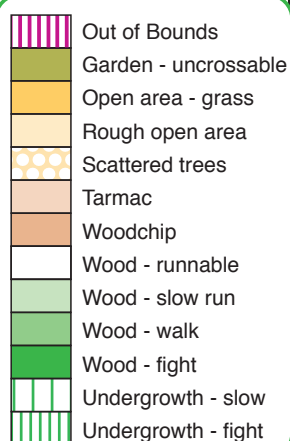 Out of Bounds
Garden - uncrossable
Open area - grass
Rough open area
Scattered trees
Tarmac
Woodchip
Wood - runnable
Wood - slow run
Wood - walk
Wood - fight
Undergrowth - slow
Undergrowth - fight